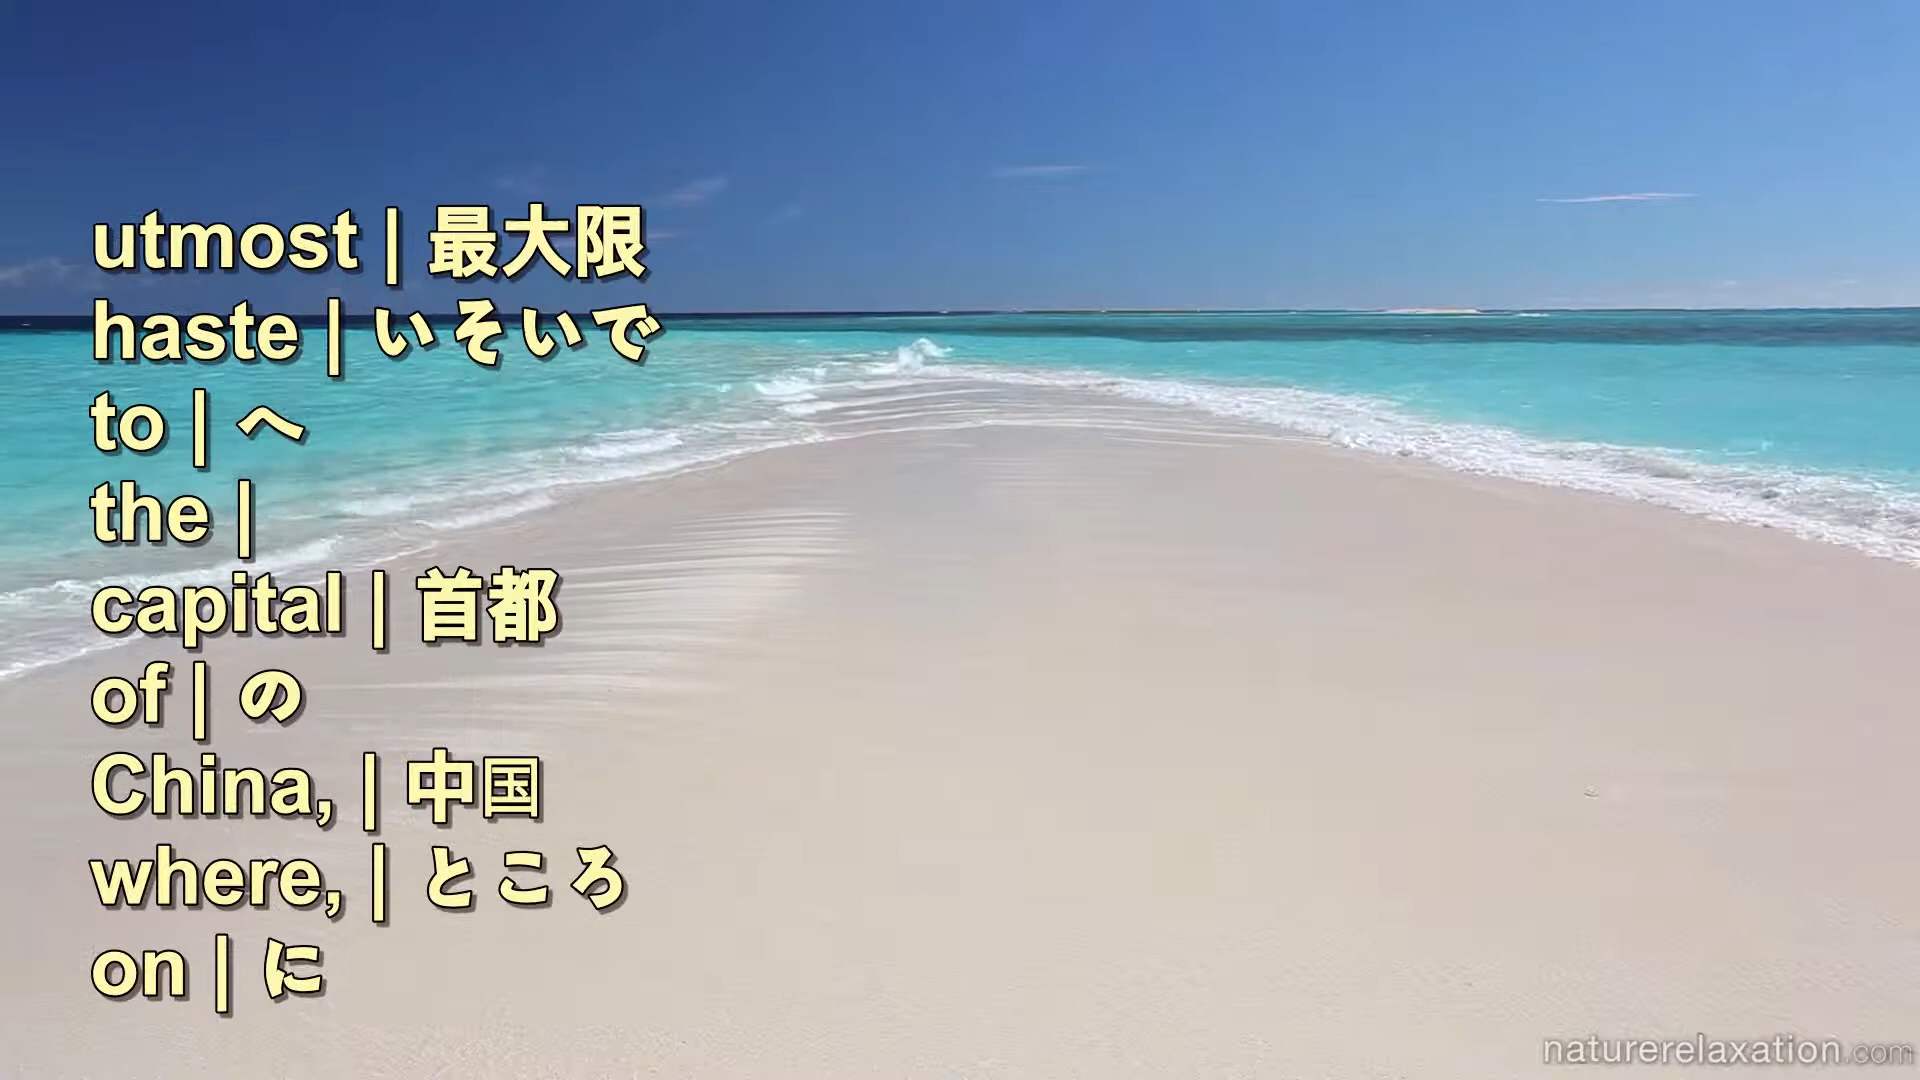 utmost | 最大限
haste | いそいで
to | へ
the |
capital | 首都
of | の
China, | 中国
where, | ところ
on | に
naturerelaxation.com